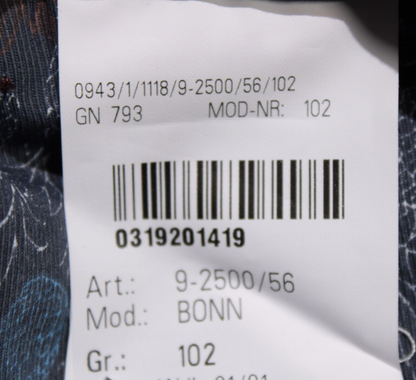 0943/1/1118/9-2500/56/102
GN 793 MOD-NR: 102
0319201419
Art.: 9-2500/56
Mod.: BONN
Gr.: 102